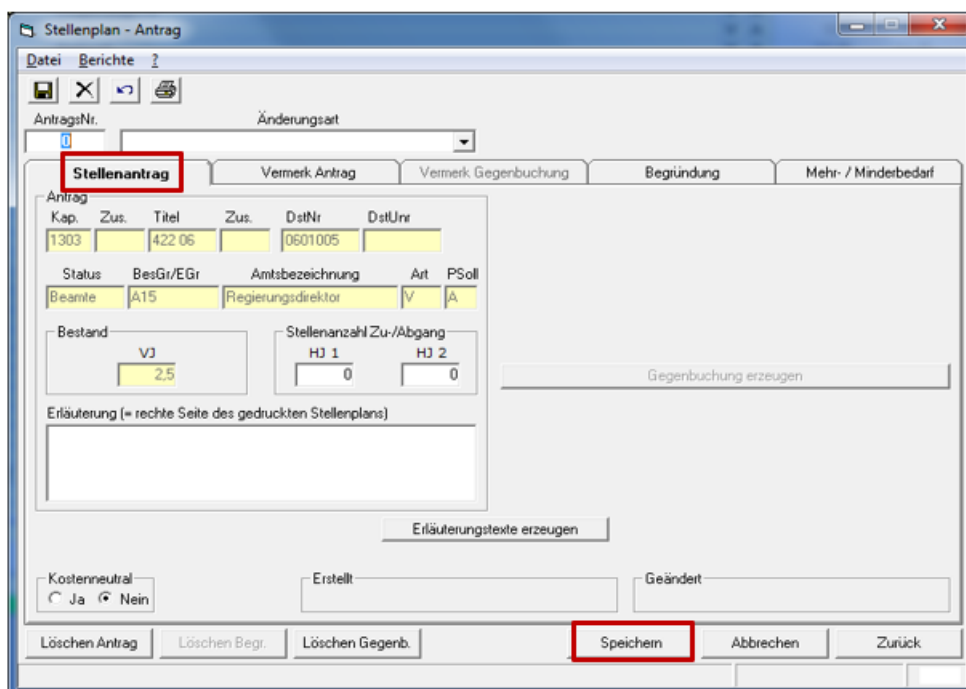 Stellenplan - Antrag
Datei Berichte ?
AntragsNr. Änderungsart
0
Stellenantrag Vermerk Antrag Vermerk Gegenbuchung Begründung Mehr- / Minderbedarf
Antrag
Kap. Zus. Titel Zus. DstNr DstUnr
1303 422 06 0601005
Status BesGr/EGr Amtsbezeichnung Art PSoll
Beamte A15 Regierungsdirektor V A
Bestand Stellenanzahl Zu-/Abgang
VJ HJ 1 HJ 2
2,5 0 0
Gegenbuchung erzeugen
Erläuterung (= rechte Seite des gedruckten Stellenplans)
Erläuterungstexte erzeugen
Kostenneutral Erstellt Geändert
Ja Nein
Löschen Antrag Löschen Begr. Löschen Gegenb. Speichern Abbrechen Zurück